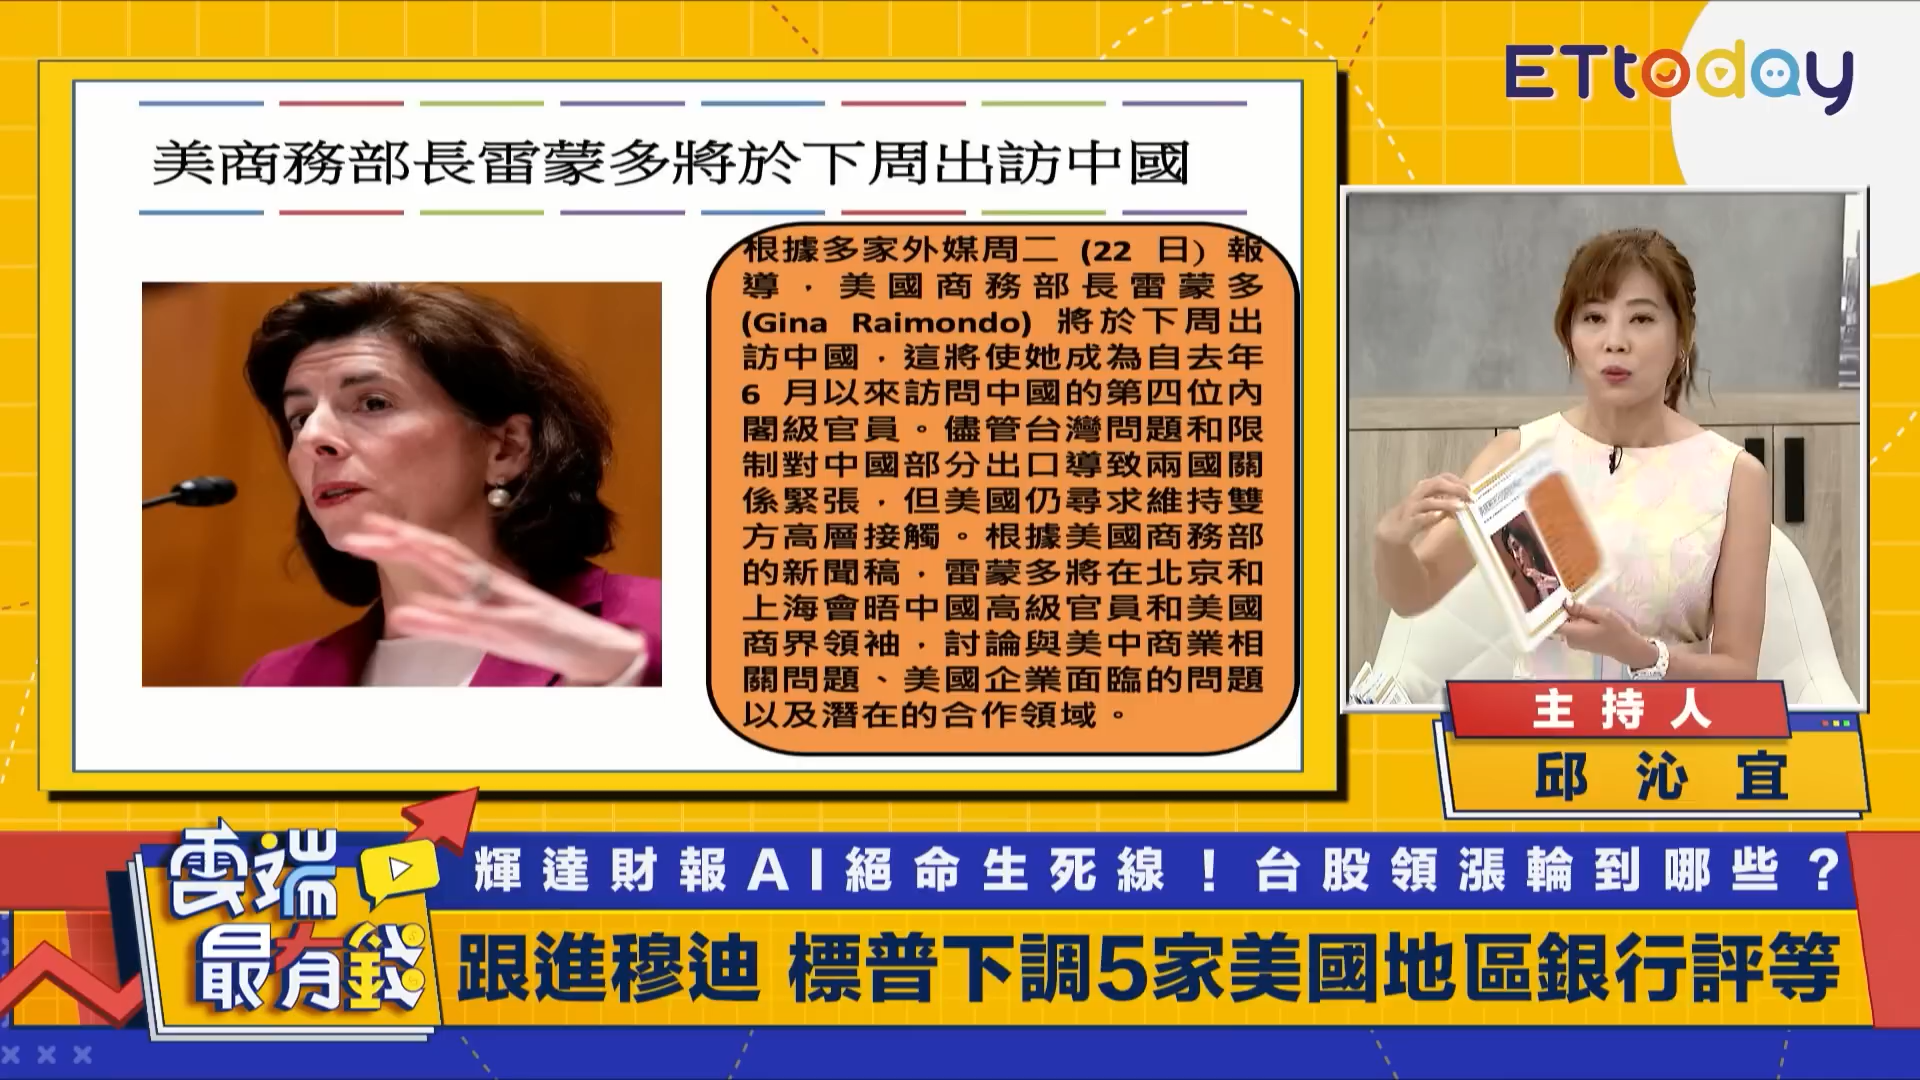 ETtoday
美商務部長雷蒙多將於下周出訪中國
根據多家外媒周二 (22 日) 報
導，美國商務部長雷蒙多
(Gina Raimondo) 將於下周出
訪中國，這將使她成為自去年
6 月以來訪問中國的第四位內
閣級官員。儘管台灣問題和限
制對中國部分出口導致兩國關
係緊張，但美國仍尋求維持雙
方高層接觸。根據美國商務部
的新聞稿，雷蒙多將在北京和
上海會晤中國高級官員和美國
商界領袖，討論與美中商業相
關問題、美國企業面臨的問題
以及潛在的合作領域。
主持人
邱沁宜
雲端
最有錢
輝達財報AI絕命生死線！台股領漲輪到哪些？
跟進穆迪 標普下調5家美國地區銀行評等